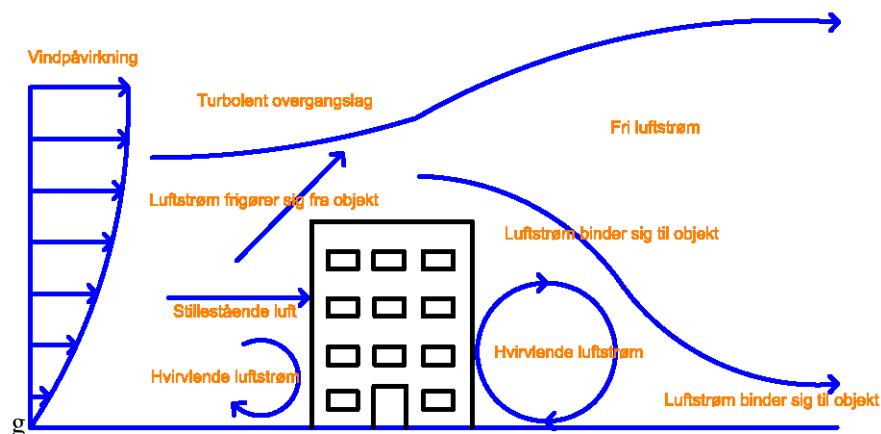 Vindpåvirkning
Turbolent overgangslag
Fri luftstrøm
Luftstrøm frigører sig fra objekt
Luftstrøm binder sig til objekt
Stillestående luft
Hvirvlende luftstrøm
Hvirvlende luftstrøm
Luftstrøm binder sig til objekt